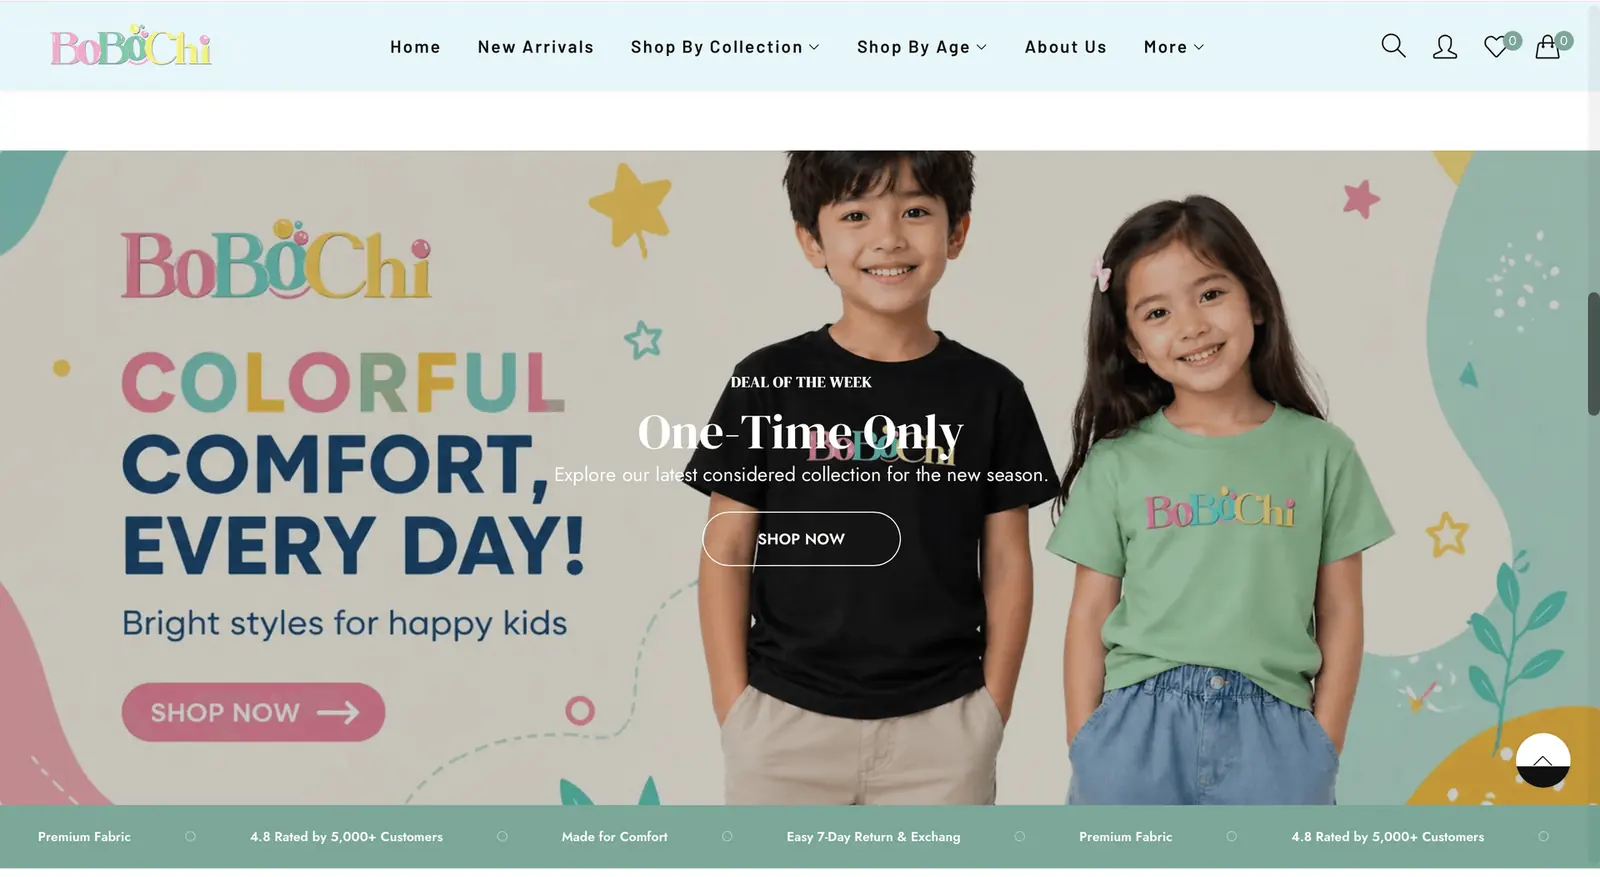 BoBoChi
Home
New Arrivals
Shop By Collection
Shop By Age
About Us
More
0
0
BoBoChi
COLORFUL
COMFORT,
EVERY DAY!
Bright styles for happy kids
SHOP NOW
DEAL OF THE WEEK
One-Time Only
Explore our latest considered collection for the new season.
SHOP NOW
BoBoChi
BoBoChi
Premium Fabric
4.8 Rated by 5,000+ Customers
Made for Comfort
Easy 7-Day Return & Exchang
Premium Fabric
4.8 Rated by 5,000+ Customers